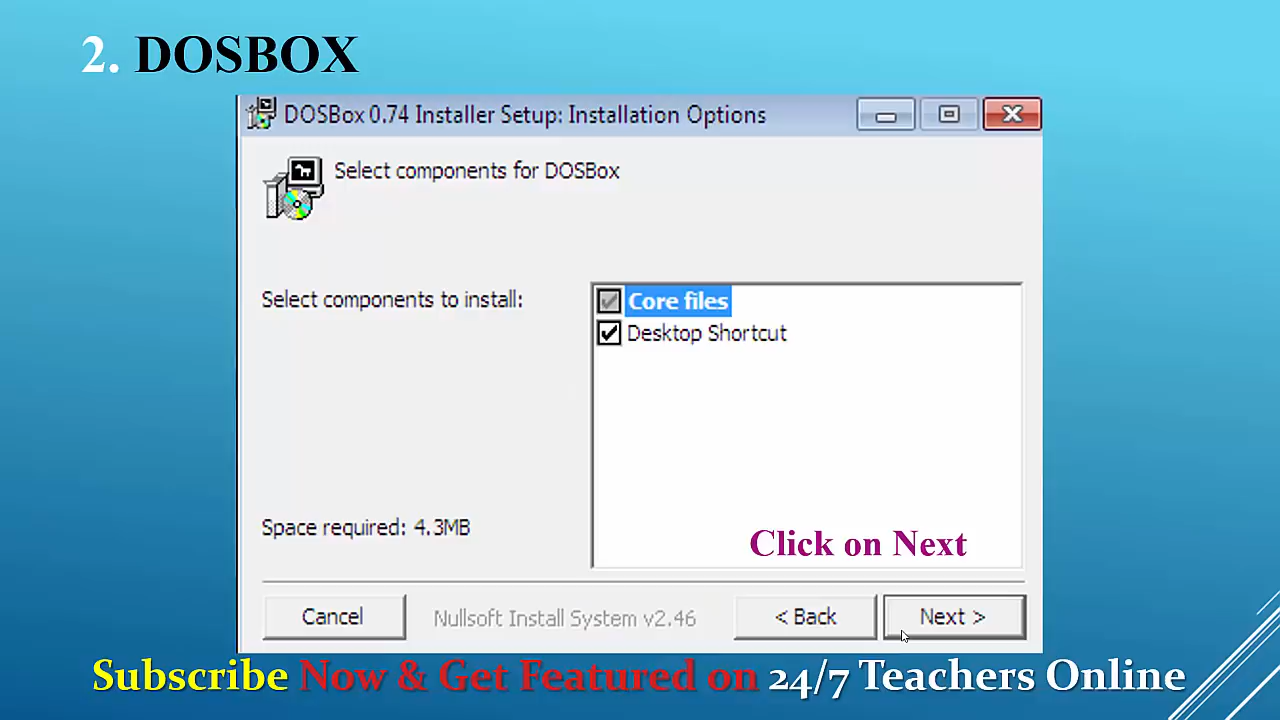 2. DOSBOX
DOSBox 0.74 Installer Setup: Installation Options
Select components for DOSBox
Select components to install:
Core files
Desktop Shortcut
Space required: 4.3MB
Click on Next
Cancel
Nullsoft Install System v2.46
< Back
Next >
Subscribe Now & Get Featured on 24/7 Teachers Online